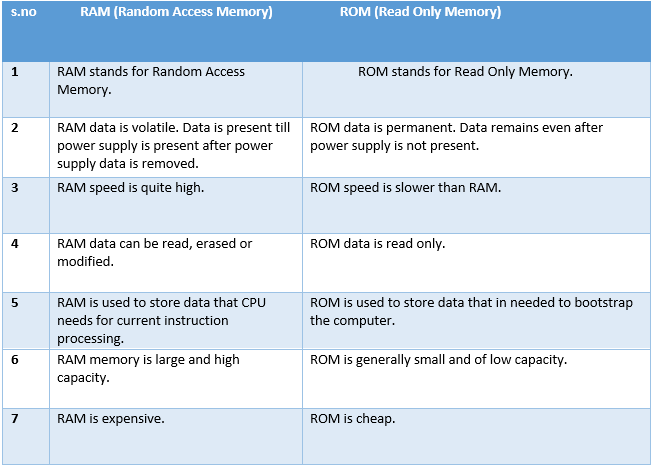 s.no RAM (Random Access Memory) ROM (Read Only Memory)
1 RAM stands for Random Access ROM stands for Read Only Memory.
Memory.
2 RAM data is volatile. Data is present till ROM data is permanent. Data remains even after
power supply is present after power power supply is not present.
supply data is removed.
3 RAM speed is quite high. ROM speed is slower than RAM.
4 RAM data can be read, erased or ROM data is read only.
modified.
5 RAM is used to store data that CPU ROM is used to store data that in needed to bootstrap
needs for current instruction the computer.
processing.
6 RAM memory is large and high ROM is generally small and of low capacity.
capacity.
7 RAM is expensive. ROM is cheap.